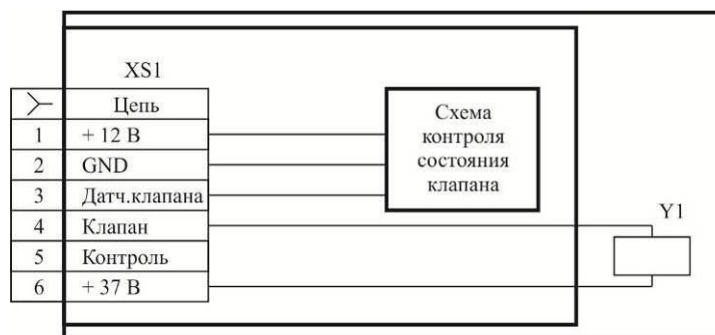 XS1
Цепь
1 + 12 В
2 GND
3 Датч.клапана
4 Клапан
5 Контроль
6 + 37 В
Схема
контроля
состояния
клапана
Y1